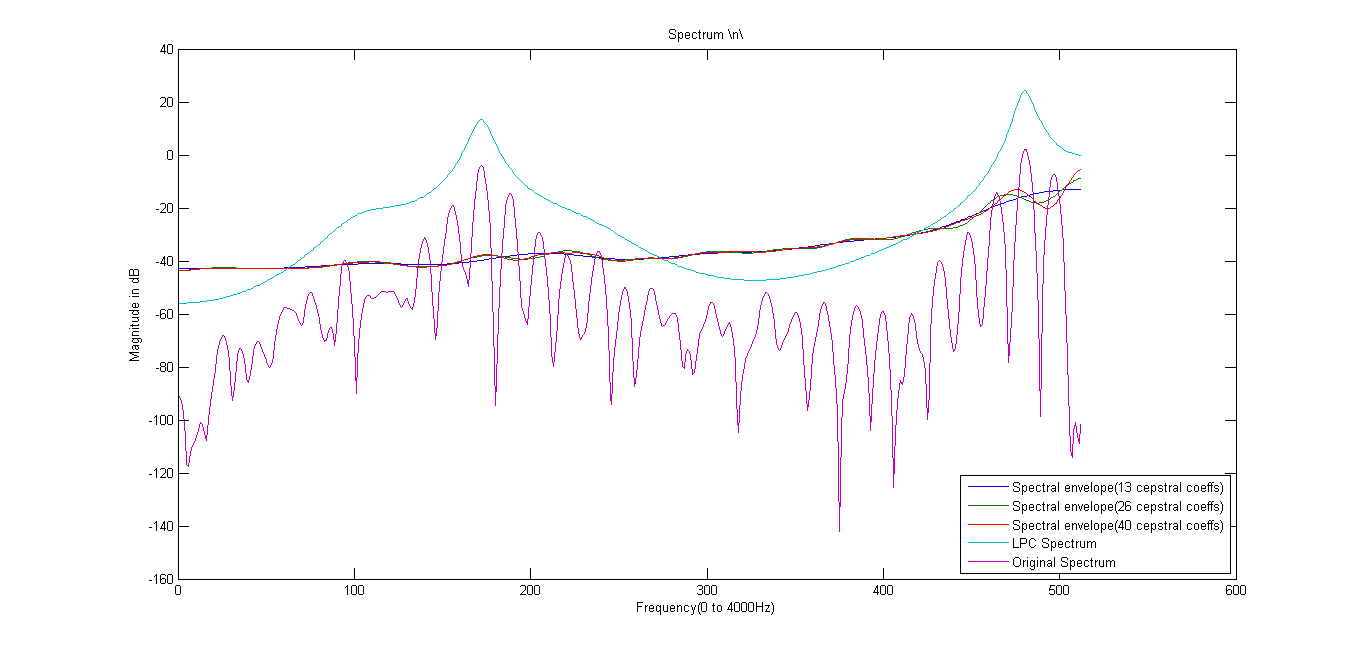 Spectrum \n\
40
20
0
-20
-40
-60
-80
-100
-120
-140
-160
Magnitude in dB
0 100 200 300 400 500 600
Frequency(0 to 4000Hz)
Spectral envelope(13 cepstral coeffs)
Spectral envelope(26 cepstral coeffs)
Spectral envelope(40 cepstral coeffs)
LPC Spectrum
Original Spectrum